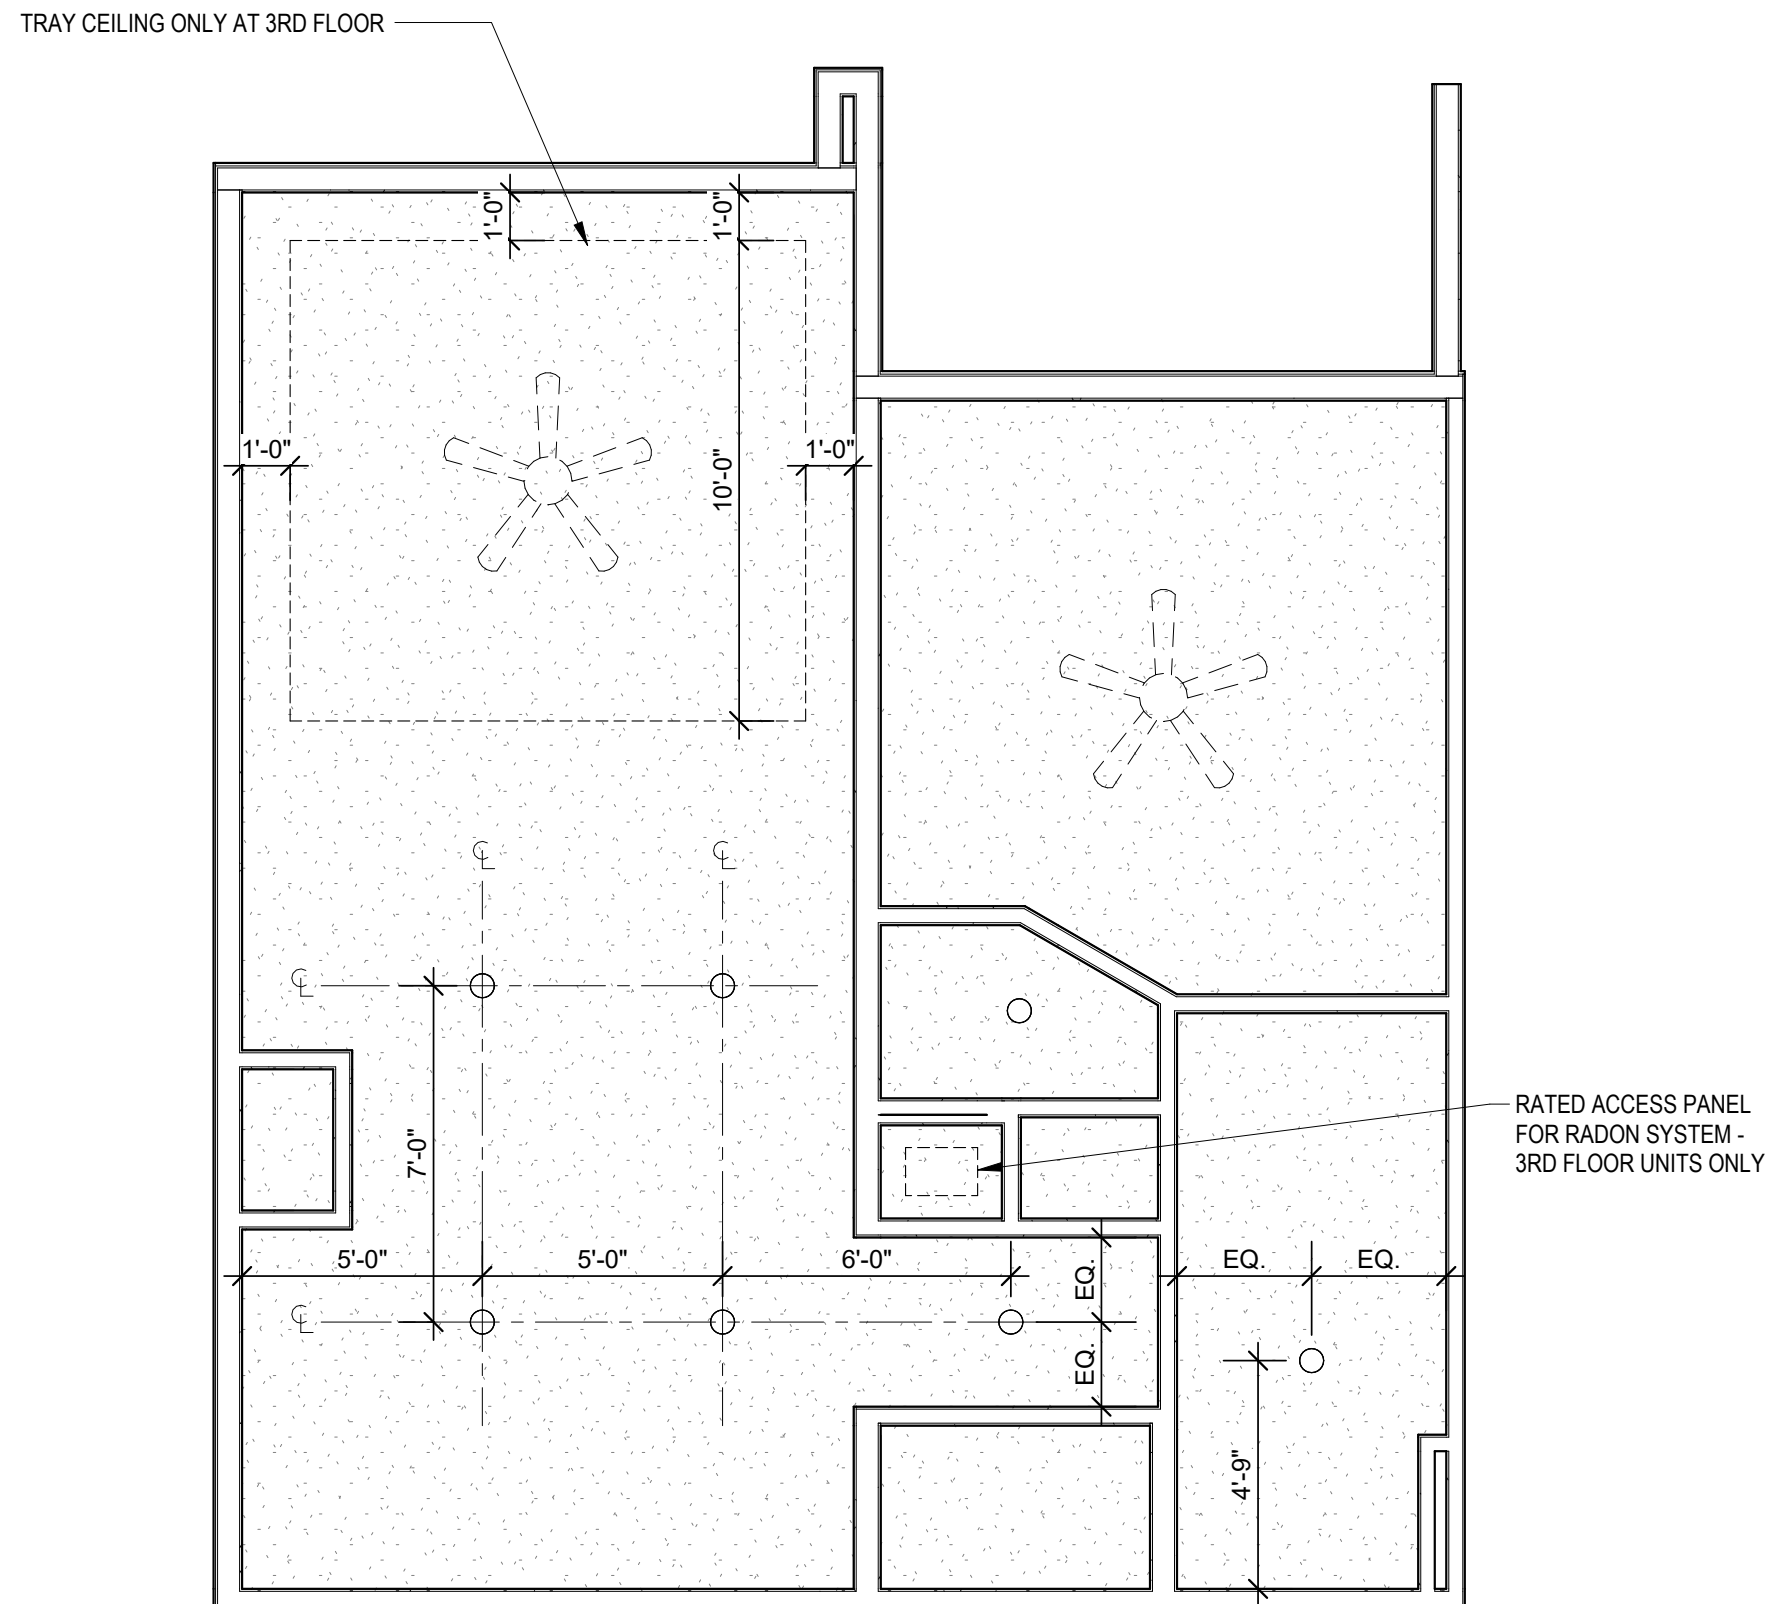 TRAY CEILING ONLY AT 3RD FLOOR
1'-0"
1'-0"
1'-0"
1'-0"
10'-0"
℄
℄
℄
7'-0"
RATED ACCESS PANEL
FOR RADON SYSTEM -
3RD FLOOR UNITS ONLY
5'-0"
5'-0"
6'-0"
EQ.
EQ.
EQ.
℄
EQ.
4'-9"